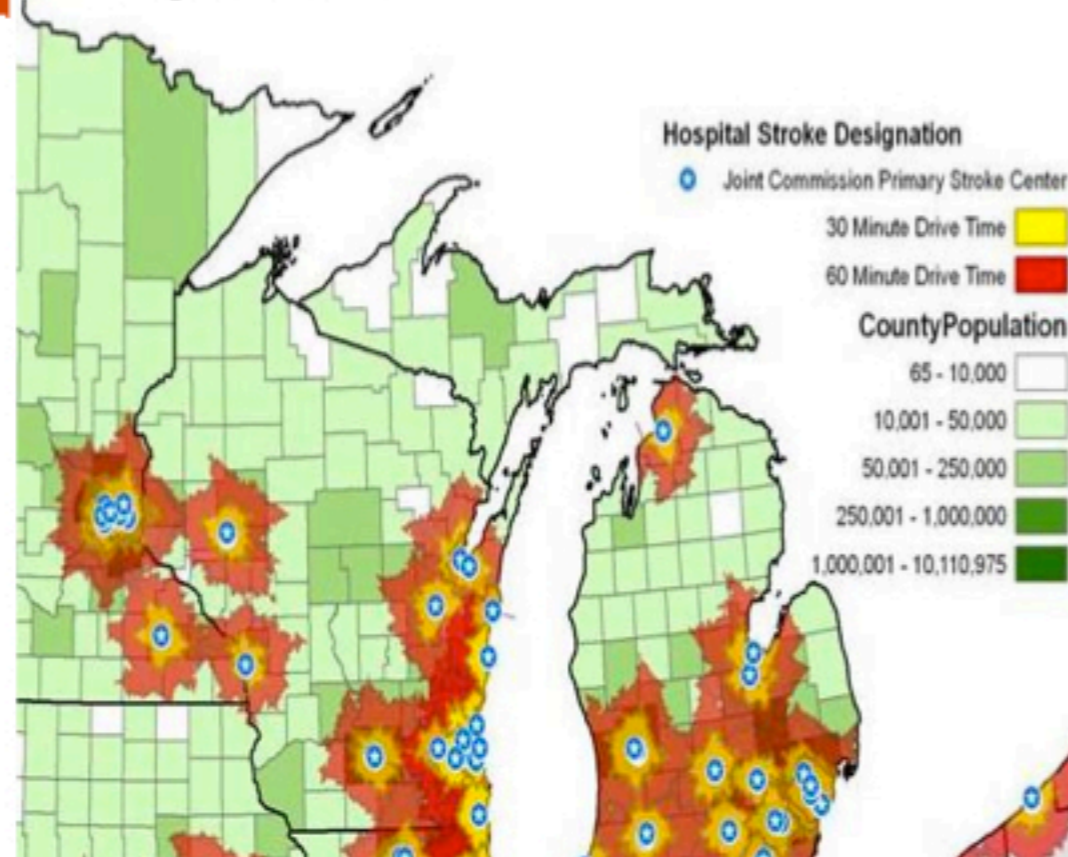 Hospital Stroke Designation
Joint Commission Primary Stroke Center
30 Minute Drive Time
60 Minute Drive Time
CountyPopulation
65 - 10,000
10,001 - 50,000
50,001 - 250,000
250,001 - 1,000,000
1,000,001 - 10,110,975